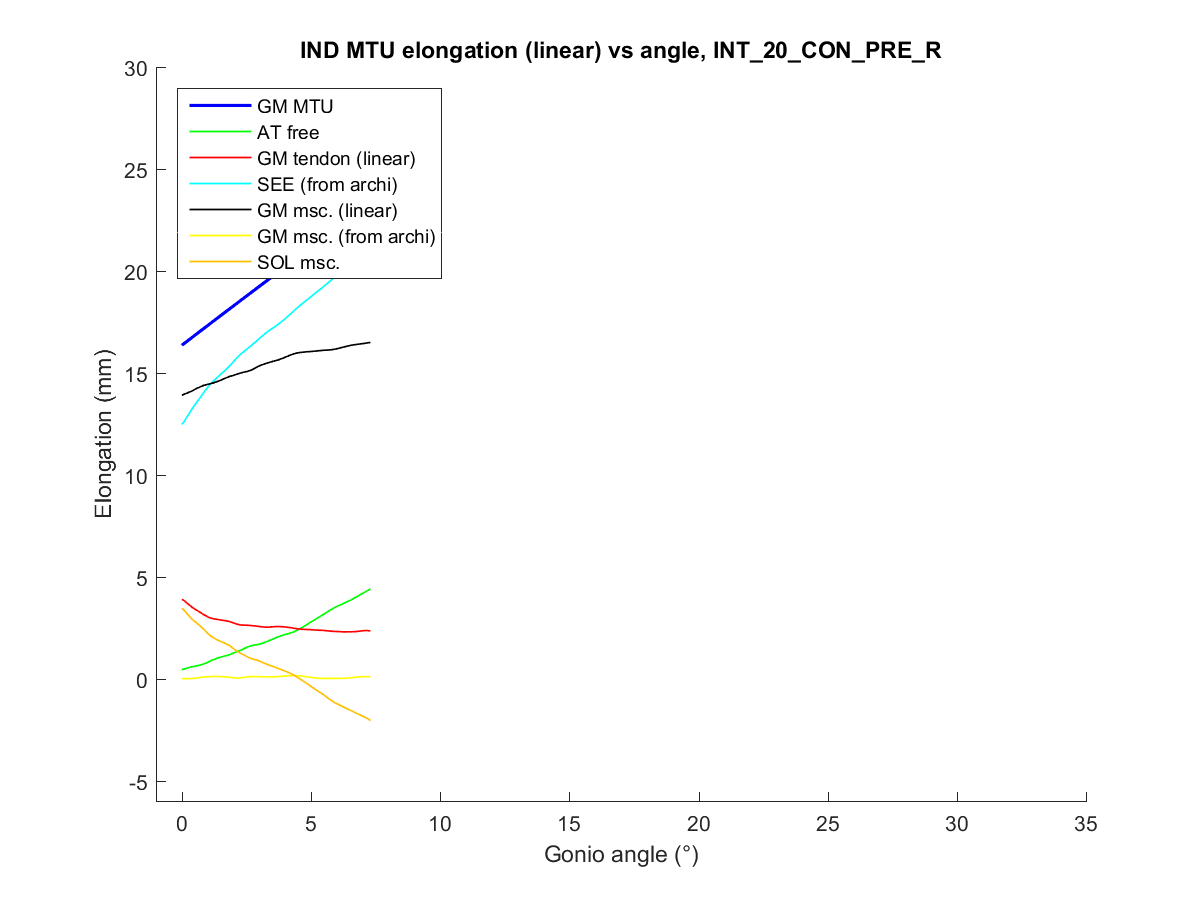 IND MTU elongation (linear) vs angle, INT_20_CON_PRE_R
30
25
20
15
10
5
0
-5
Elongation (mm)
GM MTU
AT free
GM tendon (linear)
SEE (from archi)
GM msc. (linear)
GM msc. (from archi)
SOL msc.
0 5 10 15 20 25 30 35
Gonio angle (°)